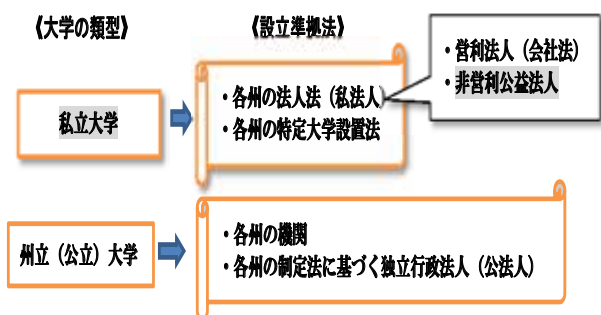 《大学の類型》
《設立準拠法》
私立大学
・各州の法人法（私法人）
・各州の特定大学設置法
・営利法人（会社法）
・非営利公益法人
州立（公立）大学
・各州の機関
・各州の制定法に基づく独立行政法人（公法人）